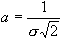 a = 1 / (σ√2)